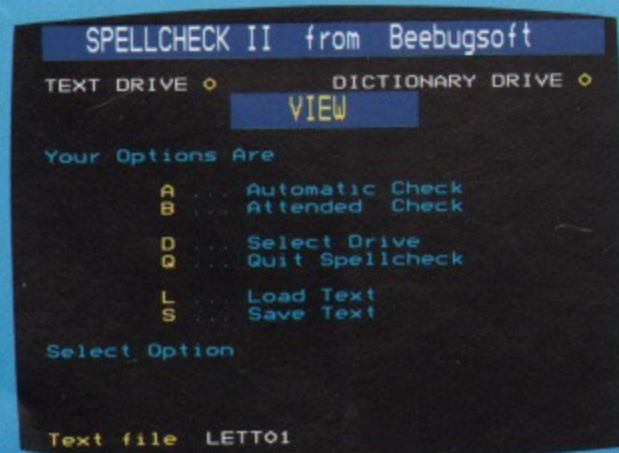 SPELLCHECK II from Beebugsoft
TEXT DRIVE 0 DICTIONARY DRIVE 0
VIEW
Your Options Are
A ... Automatic Check
B ... Attended Check
D ... Select Drive
Q ... Quit Spellcheck
L ... Load Text
S ... Save Text
Select Option
Text file LETT01